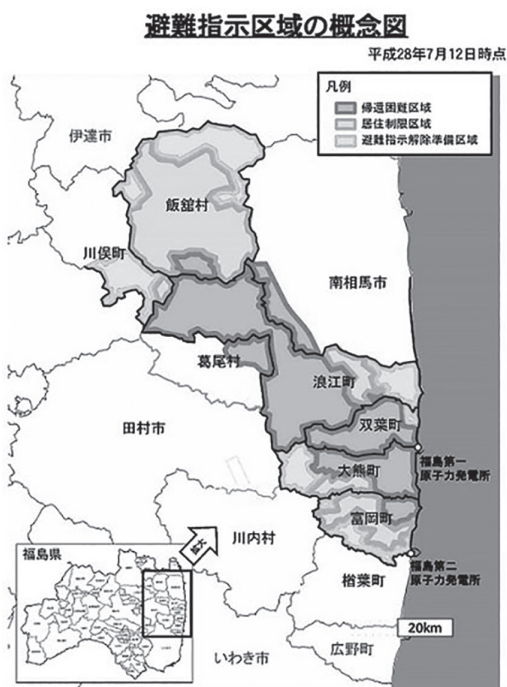 避難指示区域の概念図
平成28年7月12日時点
凡例
帰還困難区域
居住制限区域
避難指示解除準備区域
伊達市
飯舘村
川俣町
南相馬市
葛尾村
浪江町
田村市
双葉町
大熊町
福島第一
原子力発電所
富岡町
川内村
拡大
福島県
福島第二
原子力発電所
楢葉町
20km
広野町
いわき市